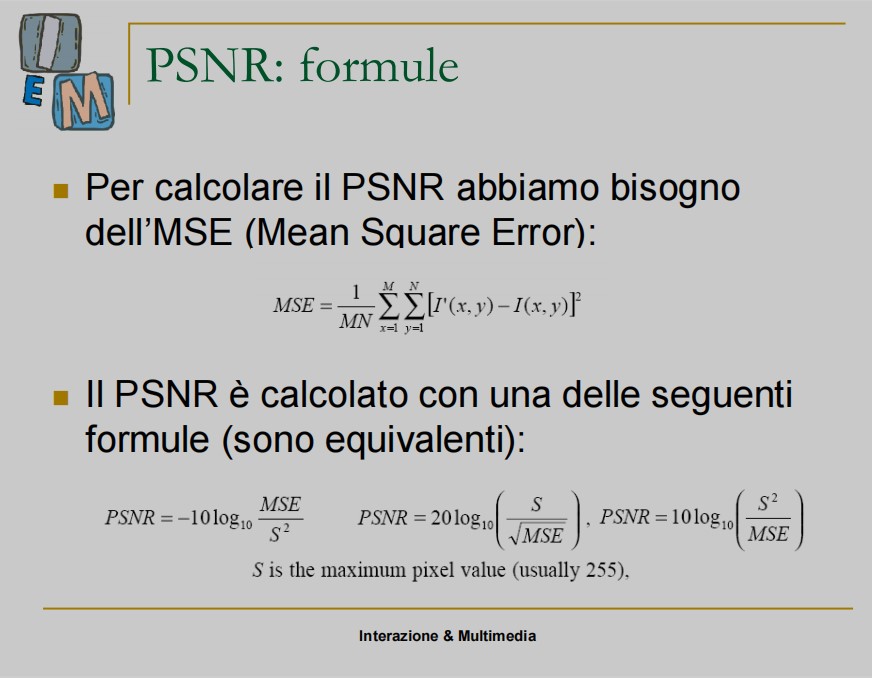 I
E M
PSNR: formule
Per calcolare il PSNR abbiamo bisogno
dell’MSE (Mean Square Error):
MSE = \frac{1}{MN} \sum_{x=1}^{M} \sum_{y=1}^{N} [I'(x, y) − I(x, y)]^2
Il PSNR è calcolato con una delle seguenti
formule (sono equivalenti):
PSNR = −10 log_{10} \frac{MSE}{S^2} PSNR = 20 log_{10} \left( \frac{S}{\sqrt{MSE}} \right), PSNR = 10 log_{10} \left( \frac{S^2}{MSE} \right)
S is the maximum pixel value (usually 255),
Interazione & Multimedia